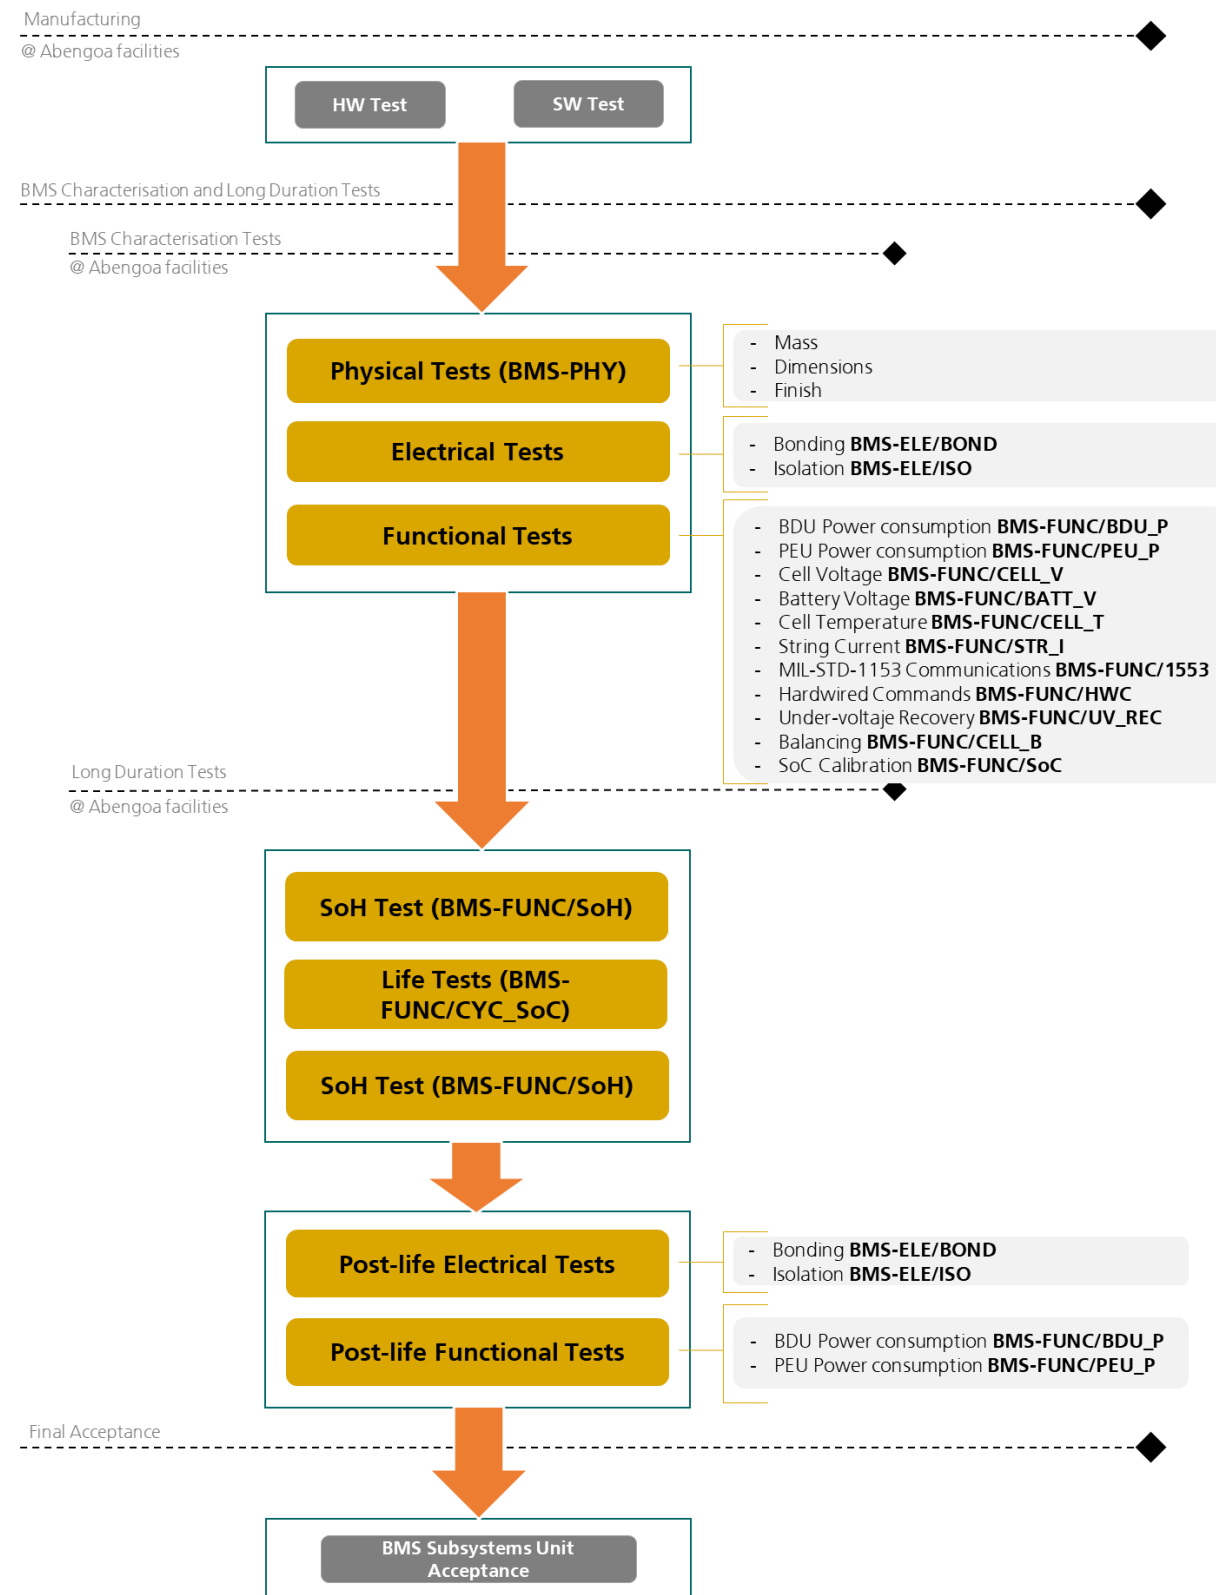 Manufacturing
@ Abengoa facilities
HW Test
SW Test
BMS Characterisation and Long Duration Tests
BMS Characterisation Tests
@ Abengoa facilities
Physical Tests (BMS-PHY)
- Mass
- Dimensions
- Finish
Electrical Tests
- Bonding BMS-ELE/BOND
- Isolation BMS-ELE/ISO
Functional Tests
- BDU Power consumption BMS-FUNC/BDU_P
- PEU Power consumption BMS-FUNC/PEU_P
- Cell Voltage BMS-FUNC/CELL_V
- Battery Voltage BMS-FUNC/BATT_V
- Cell Temperature BMS-FUNC/CELL_T
- String Current BMS-FUNC/STR_I
- MIL-STD-1153 Communications BMS-FUNC/1553
- Hardwired Commands BMS-FUNC/HWC
- Under-voltaje Recovery BMS-FUNC/UV_REC
- Balancing BMS-FUNC/CELL_B
- SoC Calibration BMS-FUNC/SoC
Long Duration Tests
@ Abengoa facilities
SoH Test (BMS-FUNC/SoH)
Life Tests (BMS-
FUNC/CYC_SoC)
SoH Test (BMS-FUNC/SoH)
Post-life Electrical Tests
- Bonding BMS-ELE/BOND
- Isolation BMS-ELE/ISO
Post-life Functional Tests
- BDU Power consumption BMS-FUNC/BDU_P
- PEU Power consumption BMS-FUNC/PEU_P
Final Acceptance
BMS Subsystems Unit
Acceptance